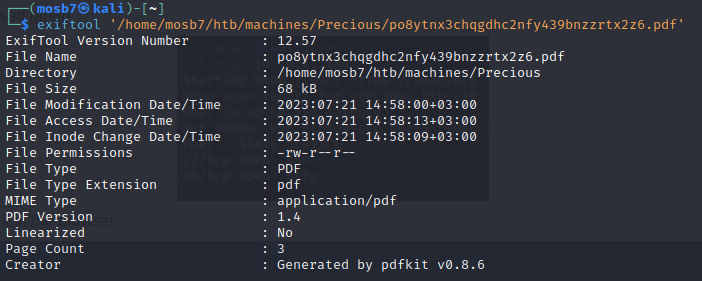 ┌──(mosb7㉿kali)-[~]
└─$ exiftool '/home/mosb7/htb/machines/Precious/po8ytnx3chqgdhc2nfy439bnzzrtx2z6.pdf'
ExifTool Version Number : 12.57
File Name : po8ytnx3chqgdhc2nfy439bnzzrtx2z6.pdf
Directory : /home/mosb7/htb/machines/Precious
File Size : 68 kB
File Modification Date/Time : 2023:07:21 14:58:00+03:00
File Access Date/Time : 2023:07:21 14:58:13+03:00
File Inode Change Date/Time : 2023:07:21 14:58:09+03:00
File Permissions : -rw-r--r--
File Type : PDF
File Type Extension : pdf
MIME Type : application/pdf
PDF Version : 1.4
Linearized : No
Page Count : 3
Creator : Generated by pdfkit v0.8.6